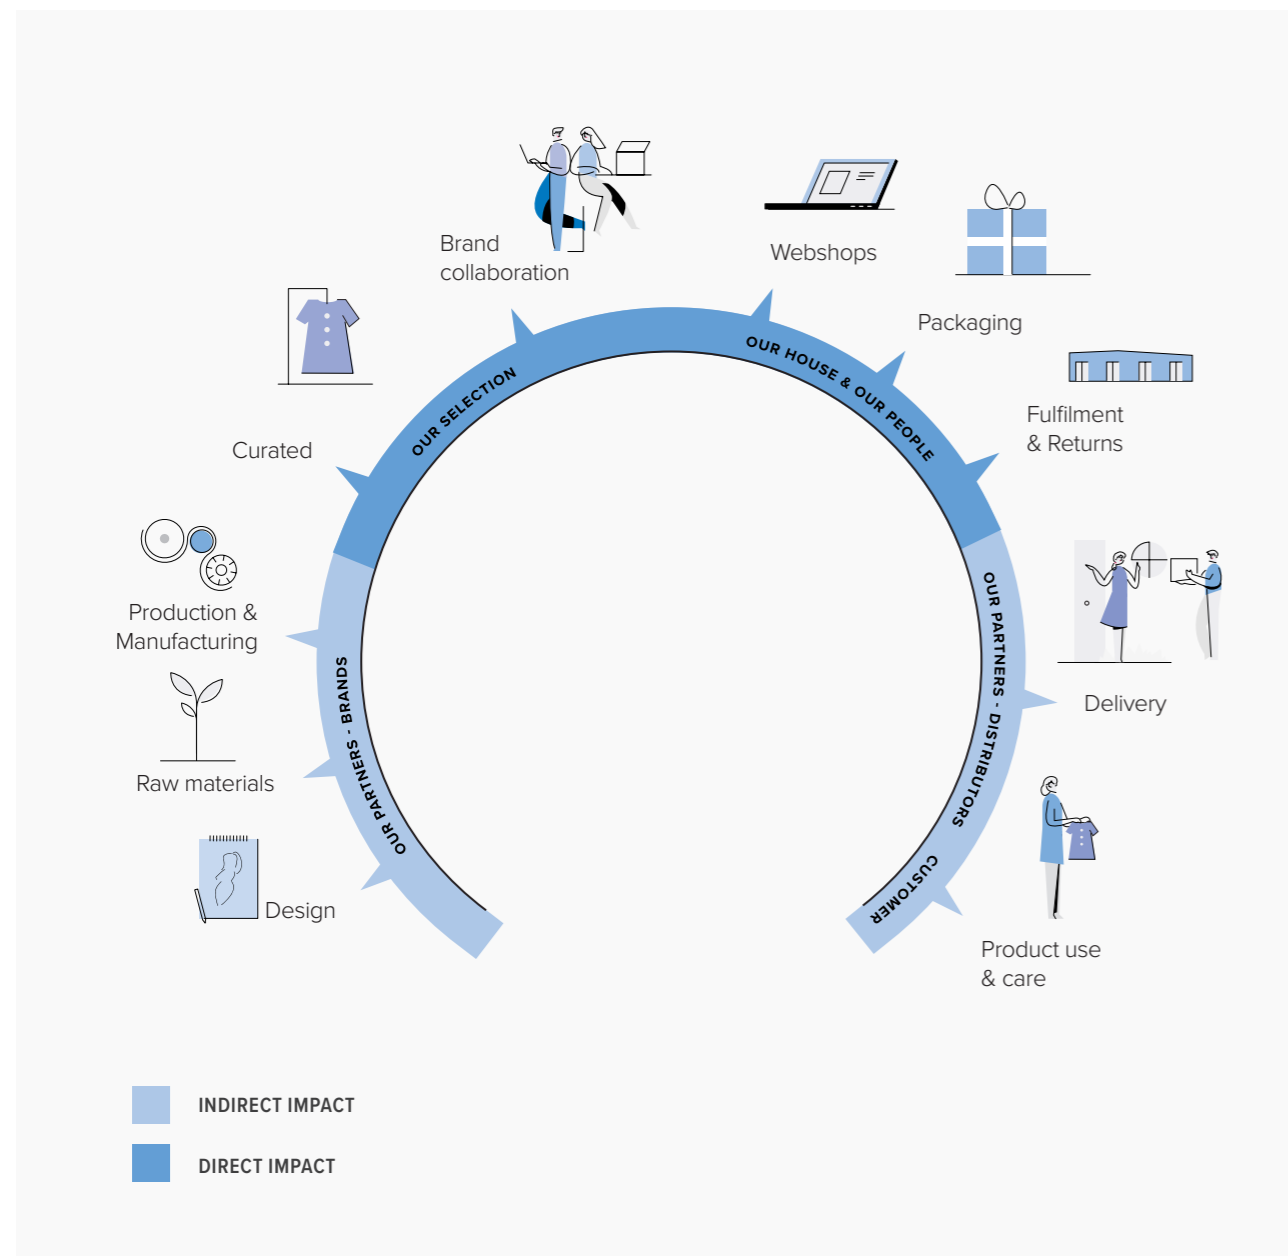 Brand
collaboration
Webshops
Packaging
Curated
Fulfilment
& Returns
Production &
Manufacturing
Raw materials
Design
Delivery
Product use
& care
OUR PARTNERS - BRANDS
OUR SELECTION
OUR HOUSE & OUR PEOPLE
OUR PARTNERS - DISTRIBUTORS
CUSTOMER
INDIRECT IMPACT
DIRECT IMPACT